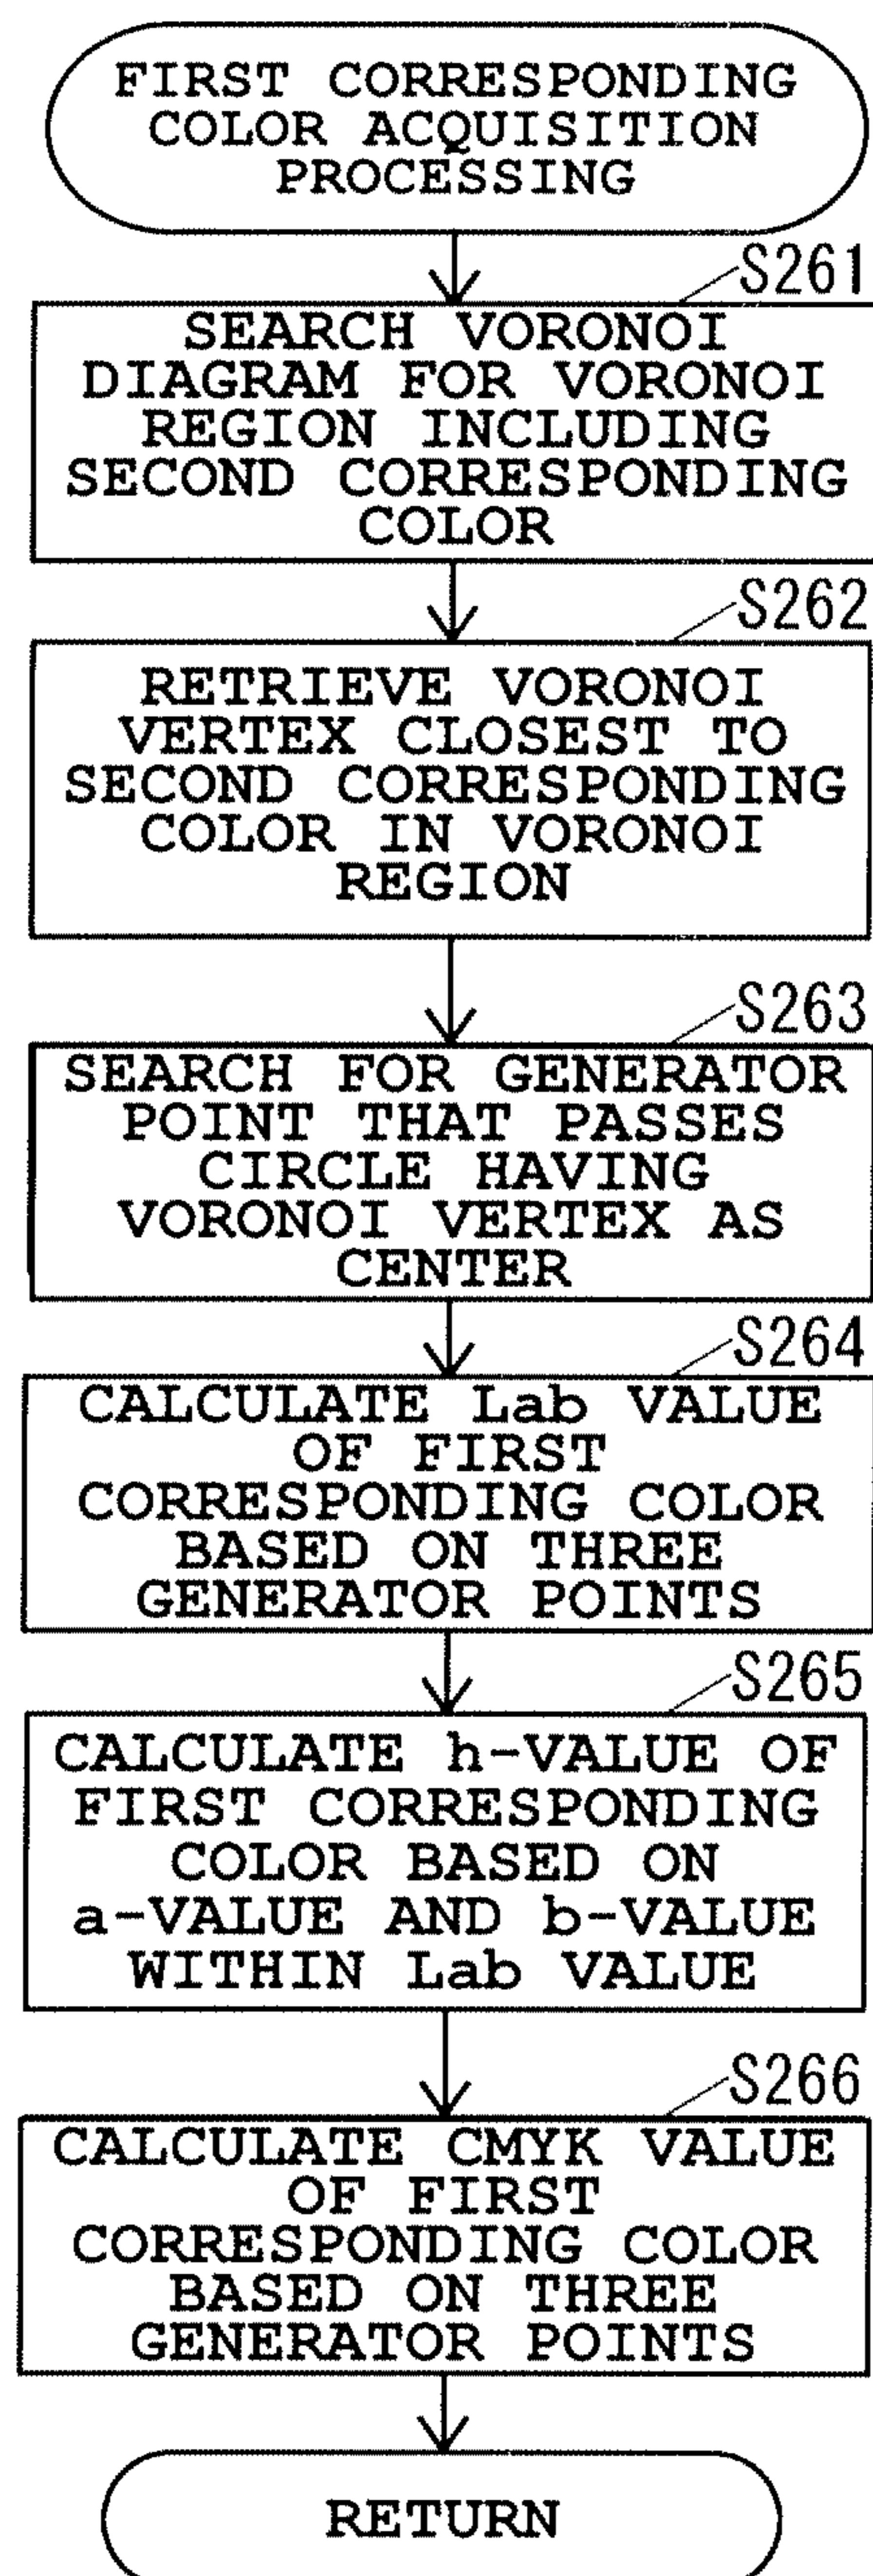 FIRST CORRESPONDING
COLOR ACQUISITION
PROCESSING
S261
SEARCH VORONOI
DIAGRAM FOR VORONOI
REGION INCLUDING
SECOND CORRESPONDING
COLOR
S262
RETRIEVE VORONOI
VERTEX CLOSEST TO
SECOND CORRESPONDING
COLOR IN VORONOI
REGION
S263
SEARCH FOR GENERATOR
POINT THAT PASSES
CIRCLE HAVING
VORONOI VERTEX AS
CENTER
S264
CALCULATE Lab VALUE
OF FIRST
CORRESPONDING COLOR
BASED ON THREE
GENERATOR POINTS
S265
CALCULATE h-VALUE OF
FIRST CORRESPONDING
COLOR BASED ON
a-VALUE AND b-VALUE
WITHIN Lab VALUE
S266
CALCULATE CMYK VALUE
OF FIRST
CORRESPONDING COLOR
BASED ON THREE
GENERATOR POINTS
RETURN